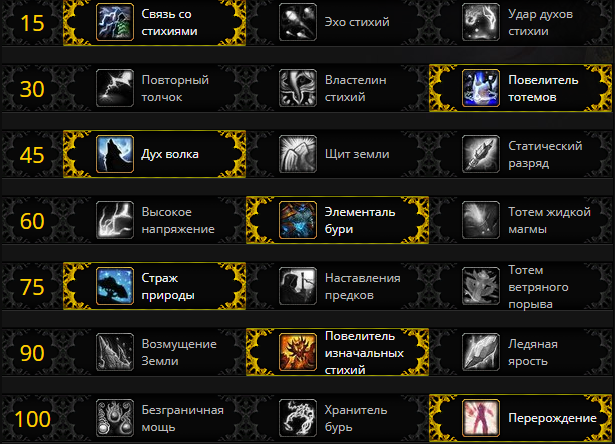 15
Связь со
стихиями
Эхо стихий
Удар духов
стихии
30
Повторный
толчок
Властелин
стихий
Повелитель
тотемов
45
Дух волка
Щит земли
Статический
разряд
60
Высокое
напряжение
Элементаль
бури
Тотем жидкой
магмы
75
Страж
природы
Наставления
предков
Тотем
ветряного
порыва
90
Возмущение
Земли
Повелитель
изначальных
стихий
Ледяная
ярость
100
Безграничная
мощь
Хранитель
бурь
Перерождение